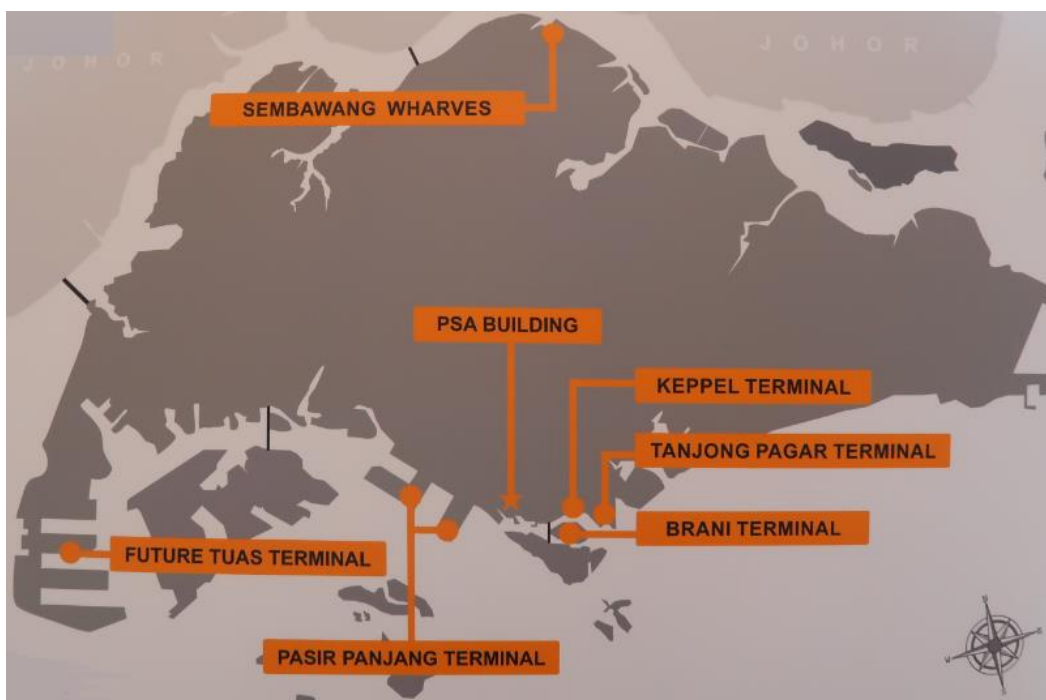 JOHOR
JOHOR
SEMBAWANG WHARVES
PSA BUILDING
KEPPEL TERMINAL
TANJONG PAGAR TERMINAL
BRANI TERMINAL
FUTURE TUAS TERMINAL
PASIR PANJANG TERMINAL
N
E
S
W